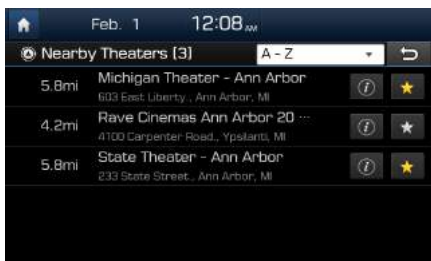 Feb. 1 12:08 AM
Nearby Theaters (3) A - Z
5.8mi Michigan Theater - Ann Arbor
603 East Liberty., Ann Arbor, MI
4.2mi Rave Cinemas Ann Arbor 20 ...
4100 Carpenter Road., Ypsilanti, MI
5.8mi State Theater - Ann Arbor
233 State Street., Ann Arbor, MI